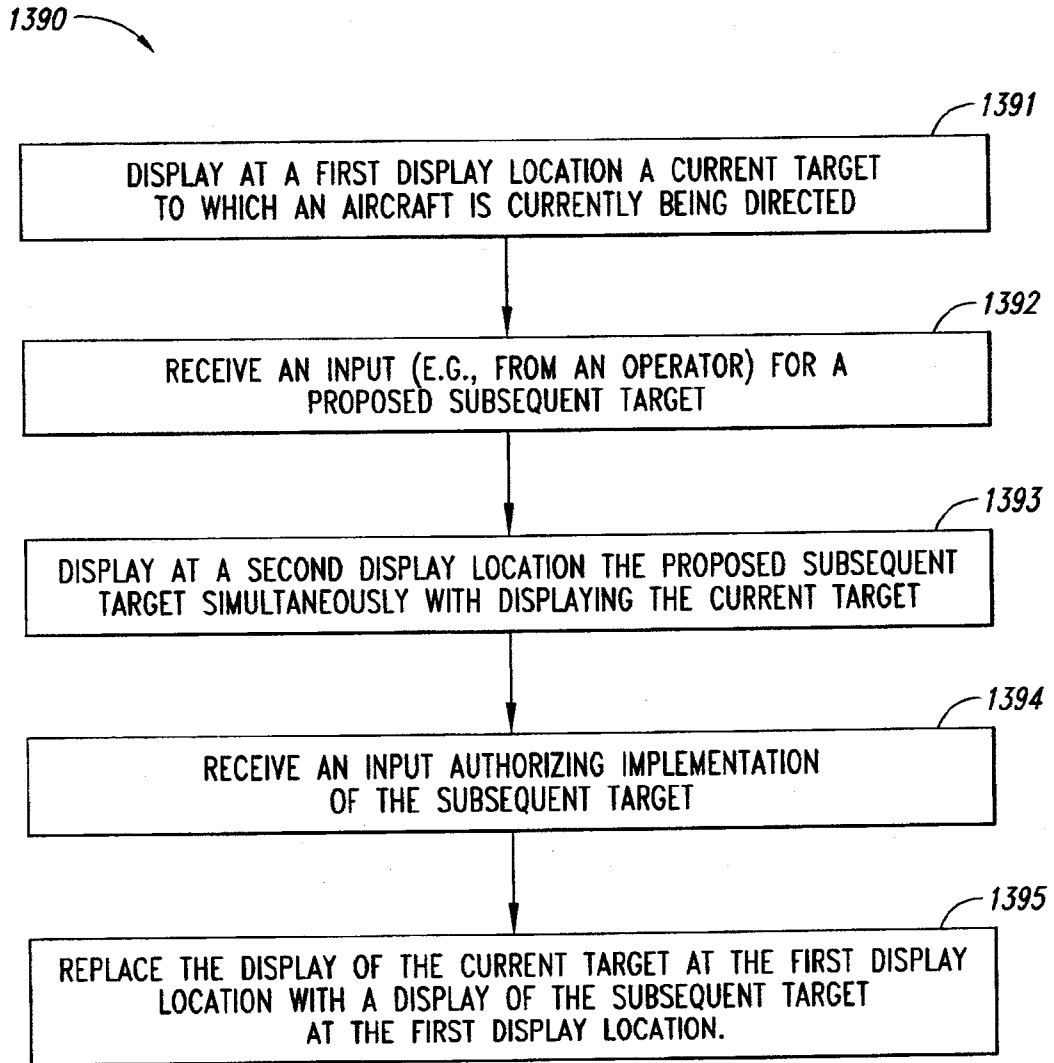 1390
1391
DISPLAY AT A FIRST DISPLAY LOCATION A CURRENT TARGET
TO WHICH AN AIRCRAFT IS CURRENTLY BEING DIRECTED
1392
RECEIVE AN INPUT (E.G., FROM AN OPERATOR) FOR A
PROPOSED SUBSEQUENT TARGET
1393
DISPLAY AT A SECOND DISPLAY LOCATION THE PROPOSED SUBSEQUENT
TARGET SIMULTANEOUSLY WITH DISPLAYING THE CURRENT TARGET
1394
RECEIVE AN INPUT AUTHORIZING IMPLEMENTATION
OF THE SUBSEQUENT TARGET
1395
REPLACE THE DISPLAY OF THE CURRENT TARGET AT THE FIRST DISPLAY
LOCATION WITH A DISPLAY OF THE SUBSEQUENT TARGET
AT THE FIRST DISPLAY LOCATION.